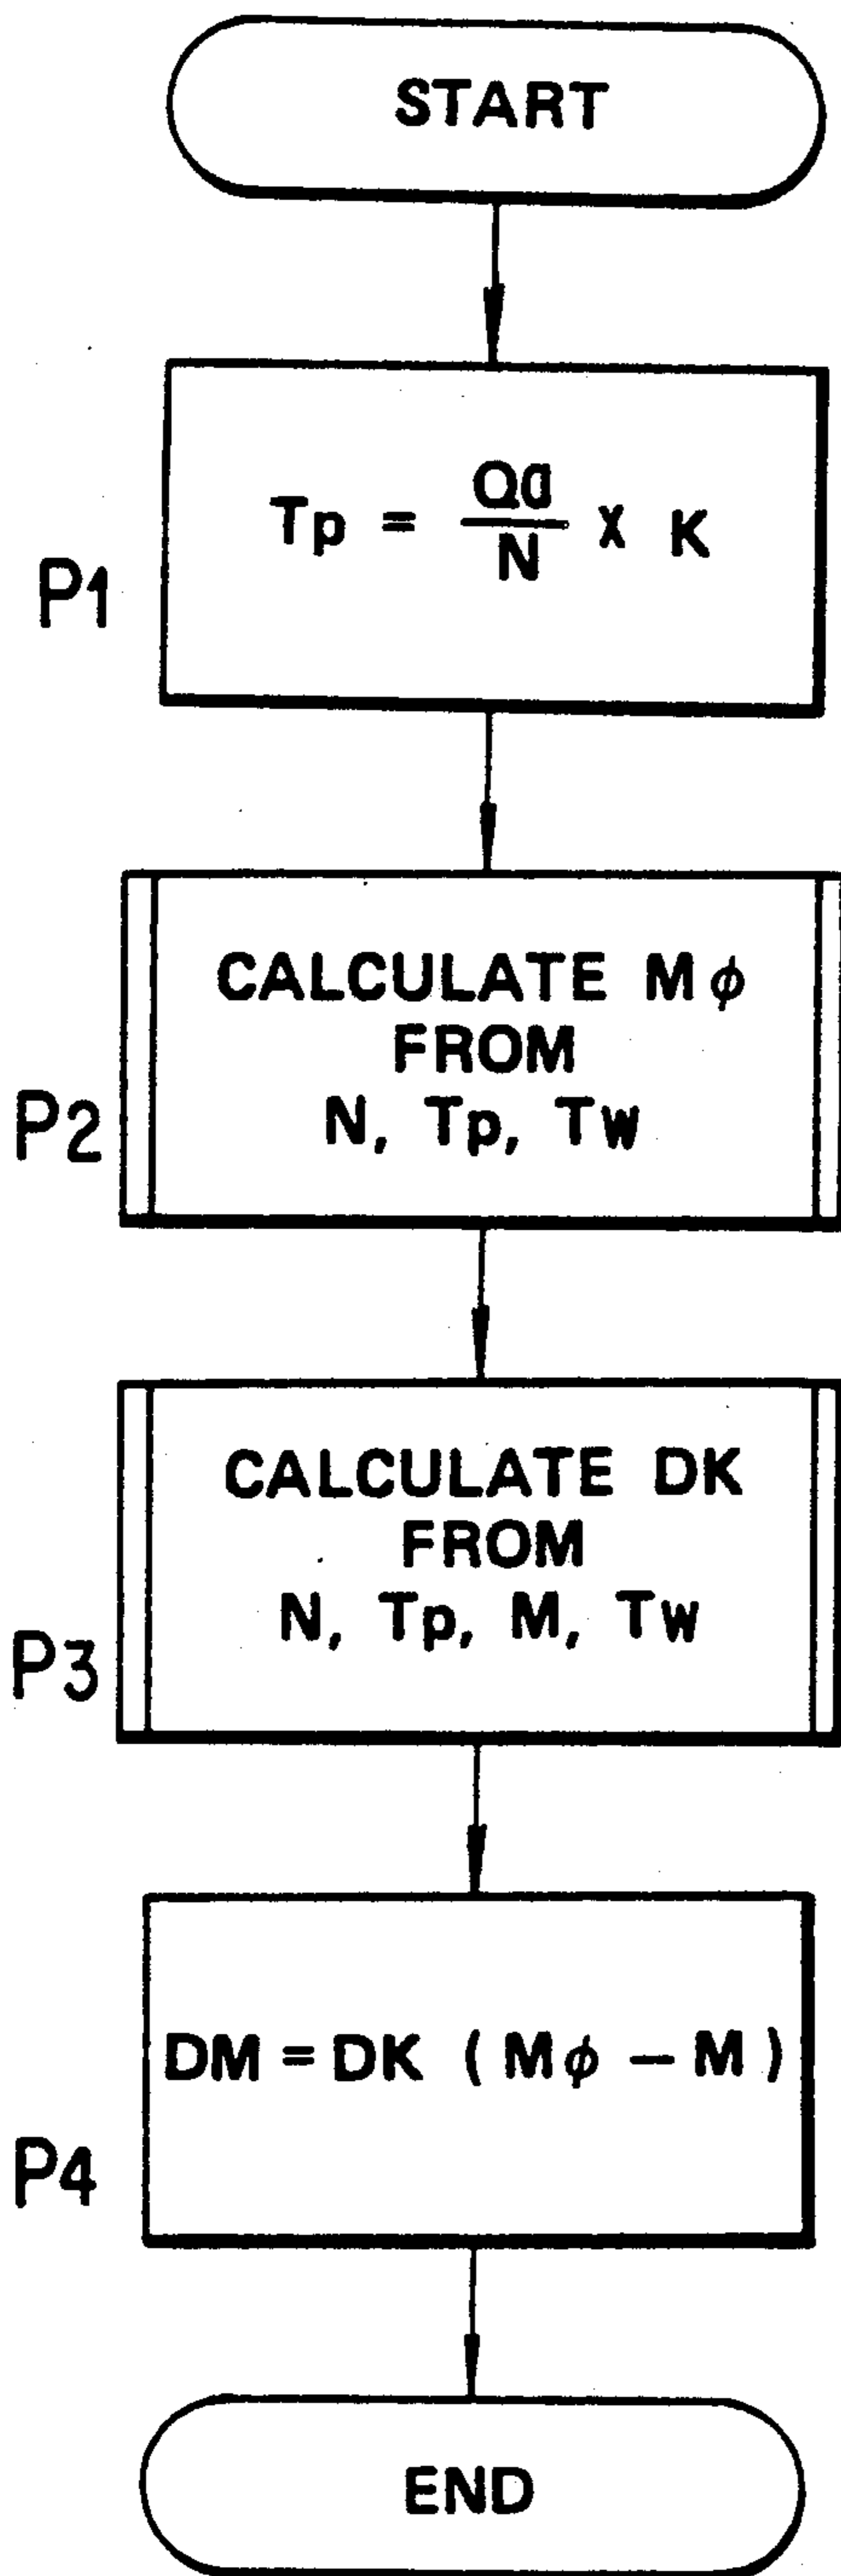 START
P1
Tp = Qa/N X K
P2
CALCULATE Mφ
FROM
N, Tp, Tw
P3
CALCULATE DK
FROM
N, Tp, M, Tw
P4
DM = DK ( Mφ − M )
END